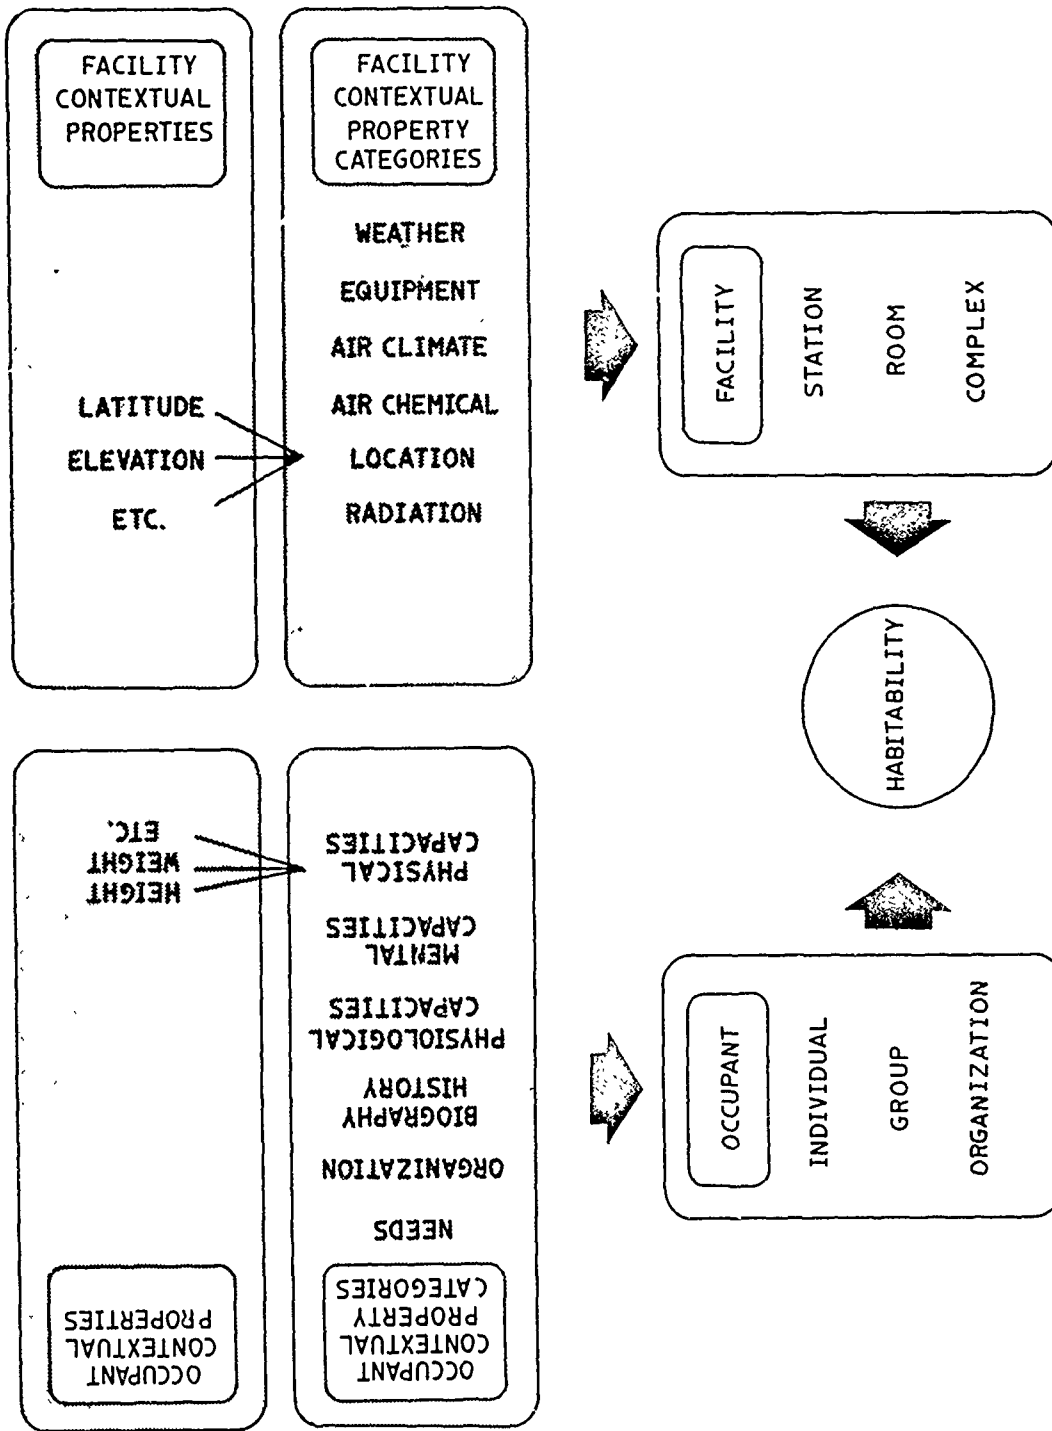 FACILITY
CONTEXTUAL
PROPERTIES
LATITUDE
ELEVATION
ETC.
FACILITY
CONTEXTUAL
PROPERTY
CATEGORIES
WEATHER
EQUIPMENT
AIR CLIMATE
AIR CHEMICAL
LOCATION
RADIATION
FACILITY
STATION
ROOM
COMPLEX
HABITABILITY
OCCUPANT
CONTEXTUAL
PROPERTIES
HEIGHT
WEIGHT
ETC.
OCCUPANT
CONTEXTUAL
PROPERTY
CATEGORIES
NEEDS
ORGANIZATION
BIOGRAPHY
HISTORY
PHYSIOLOGICAL
CAPACITIES
MENTAL
CAPACITIES
PHYSICAL
CAPACITIES
OCCUPANT
INDIVIDUAL
GROUP
ORGANIZATION